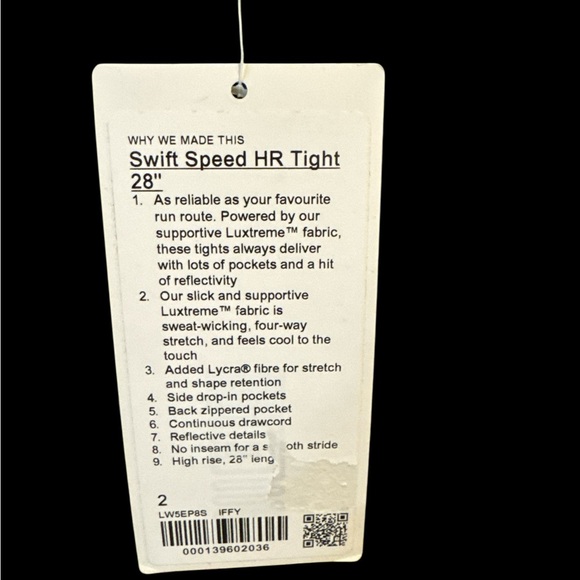 WHY WE MADE THIS
Swift Speed HR Tight
28"
1. As reliable as your favourite
run route. Powered by our
supportive Luxtreme™ fabric,
these tights always deliver
with lots of pockets and a hit
of reflectivity
2. Our slick and supportive
Luxtreme™ fabric is
sweat-wicking, four-way
stretch, and feels cool to the
touch
3. Added Lycra® fibre for stretch
and shape retention
4. Side drop-in pockets
5. Back zippered pocket
6. Continuous drawcord
7. Reflective details
8. No inseam for a stride
9. High rise, 28"
2
LW5EP8S IFFY
000139602036